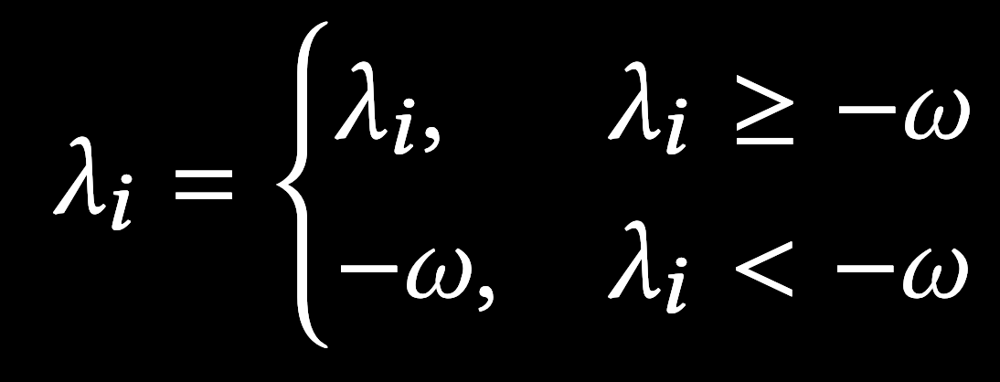 λi = { λi, λi ≥ −ω
−ω, λi < −ω